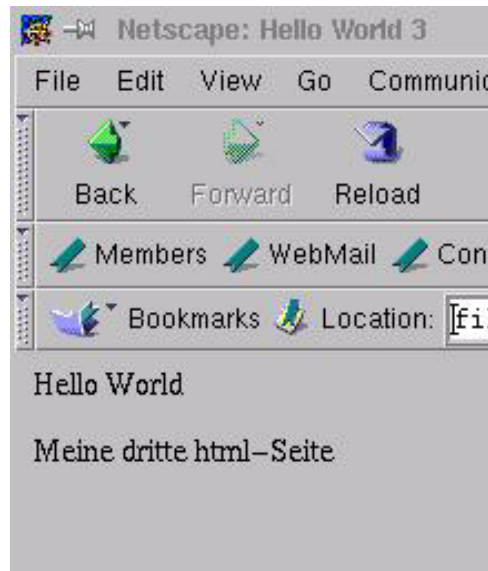 Netscape: Hello World 3
File Edit View Go
Back Forward Reload
Members WebMail
Bookmarks Location:
Hello World
Meine dritte html-Seite